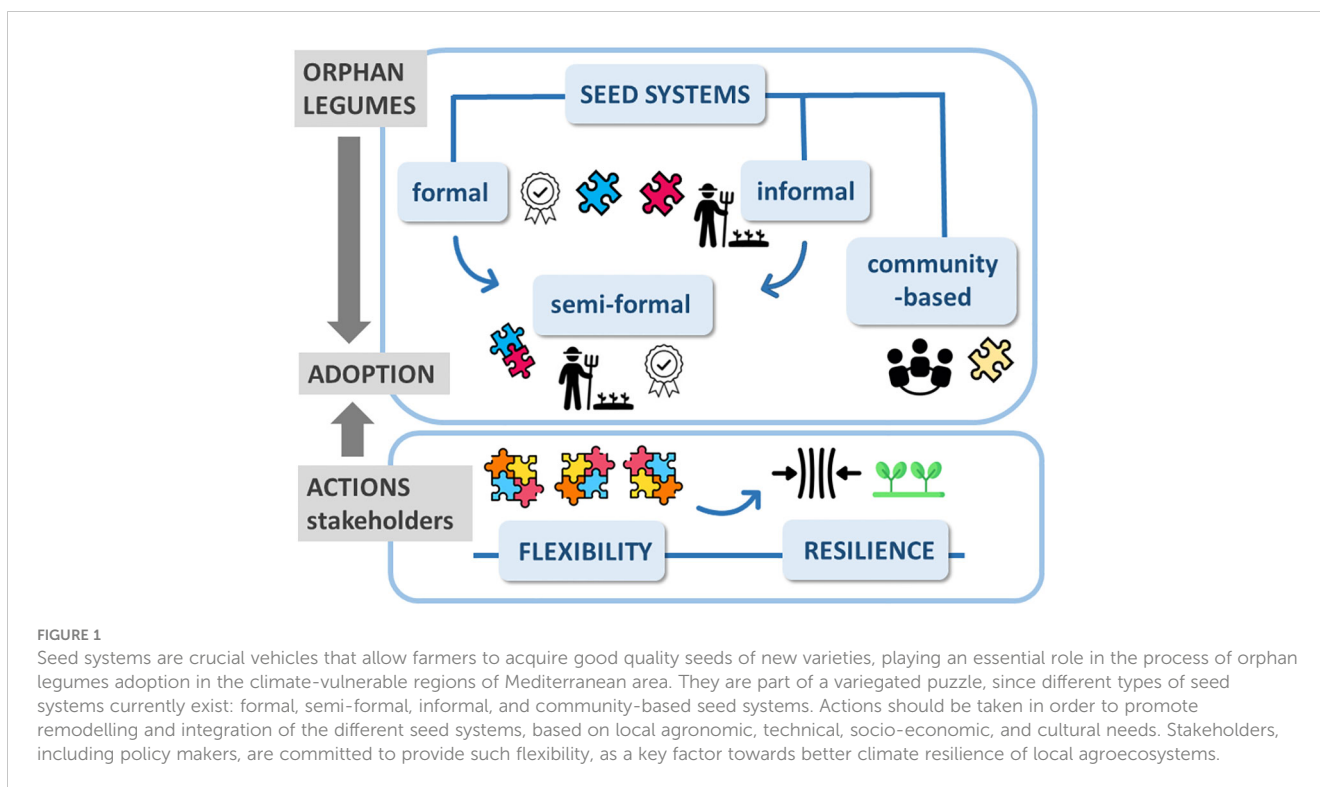 ORPHAN
LEGUMES
SEED SYSTEMS
formal
informal
community
-based
semi-formal
ADOPTION
ACTIONS
stakeholders
FLEXIBILITY
RESILIENCE
FIGURE 1
Seed systems are crucial vehicles that allow farmers to acquire good quality seeds of new varieties, playing an essential role in the process of orphan
legumes adoption in the climate-vulnerable regions of Mediterranean area. They are part of a variegated puzzle, since different types of seed
systems currently exist: formal, semi-formal, informal, and community-based seed systems. Actions should be taken in order to promote
remodelling and integration of the different seed systems, based on local agronomic, technical, socio-economic, and cultural needs. Stakeholders,
including policy makers, are committed to provide such flexibility, as a key factor towards better climate resilience of local agroecosystems.